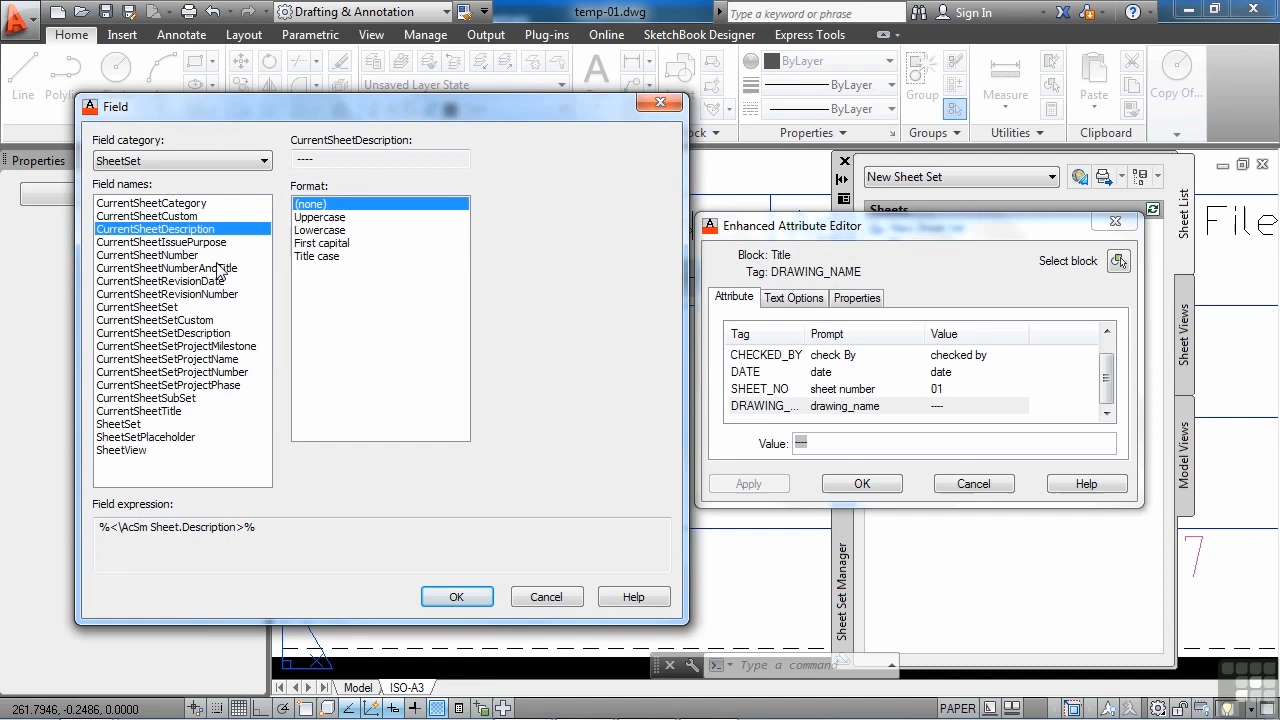 Drafting & Annotation
temp-01.dwg
Type a keyword or phrase
Sign In
Home
Insert
Annotate
Layout
Parametric
View
Manage
Output
Plug-ins
Online
SketchBook Designer
Express Tools
Line
Unsaved Layer State
ByLayer
ByLayer
ByLayer
Group
Measure
Paste
Copy Of...
Properties
Groups
Utilities
Clipboard
Properties
Field
Field category:
SheetSet
Field names:
CurrentSheetCategory
CurrentSheetCustom
CurrentSheetDescription
CurrentSheetIssuePurpose
CurrentSheetNumber
CurrentSheetNumberAndTitle
CurrentSheetRevisionDate
CurrentSheetRevisionNumber
CurrentSheetSet
CurrentSheetSetCustom
CurrentSheetSetDescription
CurrentSheetSetProjectMilestone
CurrentSheetSetProjectName
CurrentSheetSetProjectNumber
CurrentSheetSetProjectPhase
CurrentSheetSubSet
CurrentSheetTitle
SheetSet
SheetSetPlaceholder
SheetView
CurrentSheetDescription:
----
Format:
(none)
Uppercase
Lowercase
First capital
Title case
Field expression:
%<\AcSm Sheet.Description>%
OK
Cancel
Help
New Sheet Set
Sheets
Sheet List
Sheet Views
Model Views
Sheet Set Manager
File
7
Enhanced Attribute Editor
Block: Title
Tag: DRAWING_NAME
Select block
Attribute
Text Options
Properties
Tag Prompt Value
CHECKED_BY check By checked by
DATE date date
SHEET_NO sheet number 01
DRAWING_... drawing_name ----
Value: ----
Apply
OK
Cancel
Help
Type a command
Model
ISO-A3
261.7946, -0.2486, 0.0000
PAPER